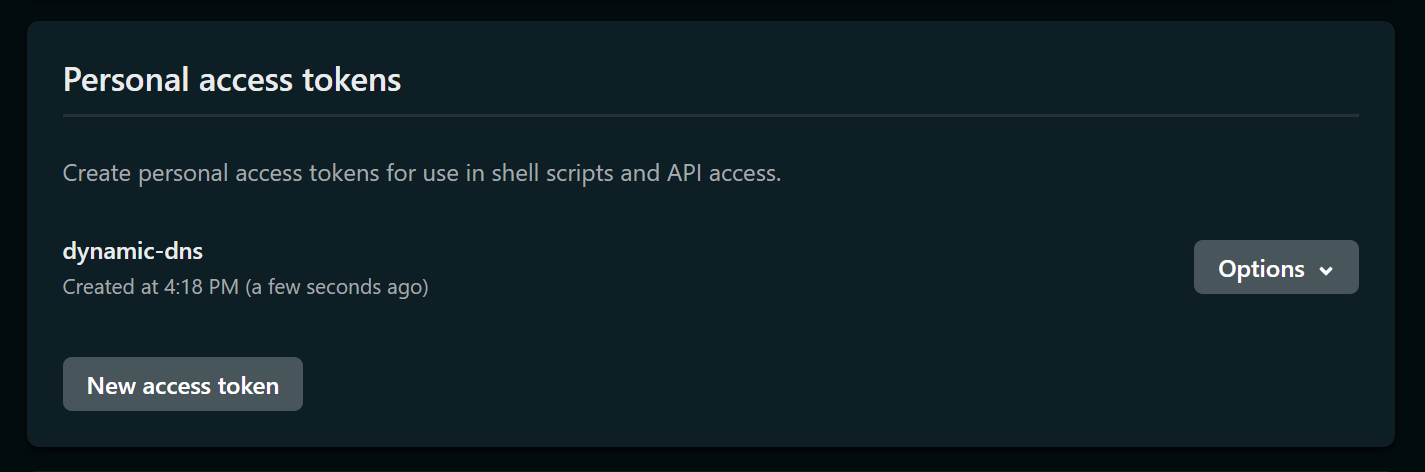 Personal access tokens
Create personal access tokens for use in shell scripts and API access.
dynamic-dns
Created at 4:18 PM (a few seconds ago)
Options
New access token